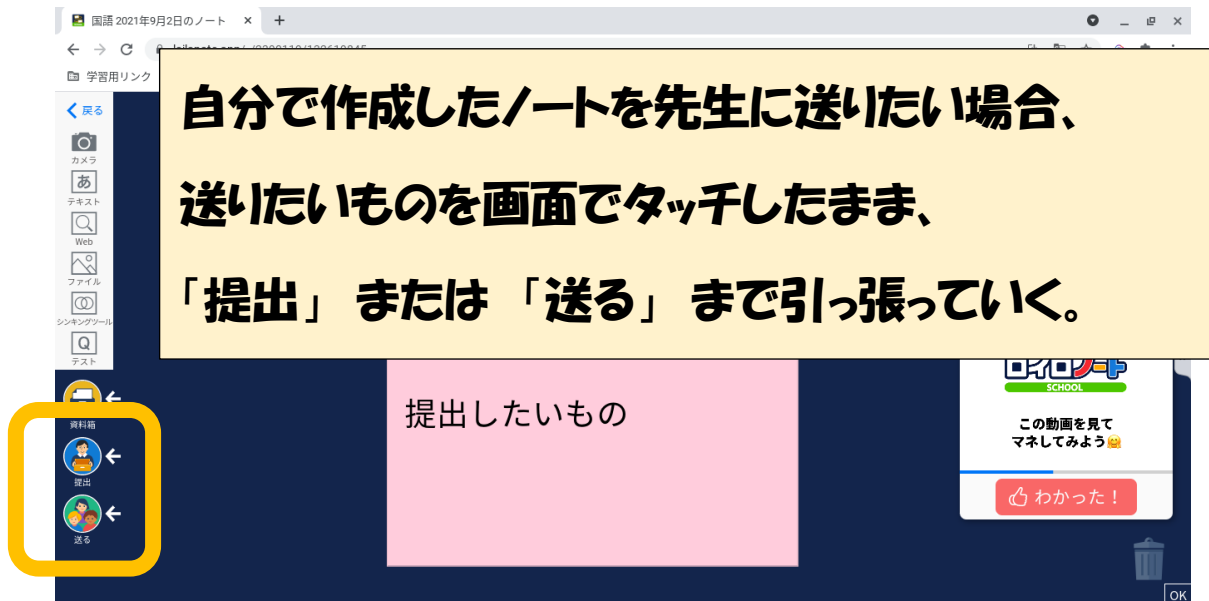 国語 2021年9月2日のノート × +
学習用リンク
戻る
自分で作成したノートを先生に送りたい場合、
送りたいものを画面でタッチしたまま、
「提出」 または 「送る」 まで引っ張っていく。
カメラ
あ
テキスト
Web
ファイル
シンキングツール
Q
テスト
資料箱
提出
送る
提出したいもの
ロイロノート
SCHOOL
この動画を見て
マネしてみよう🤗
わかった！
OK